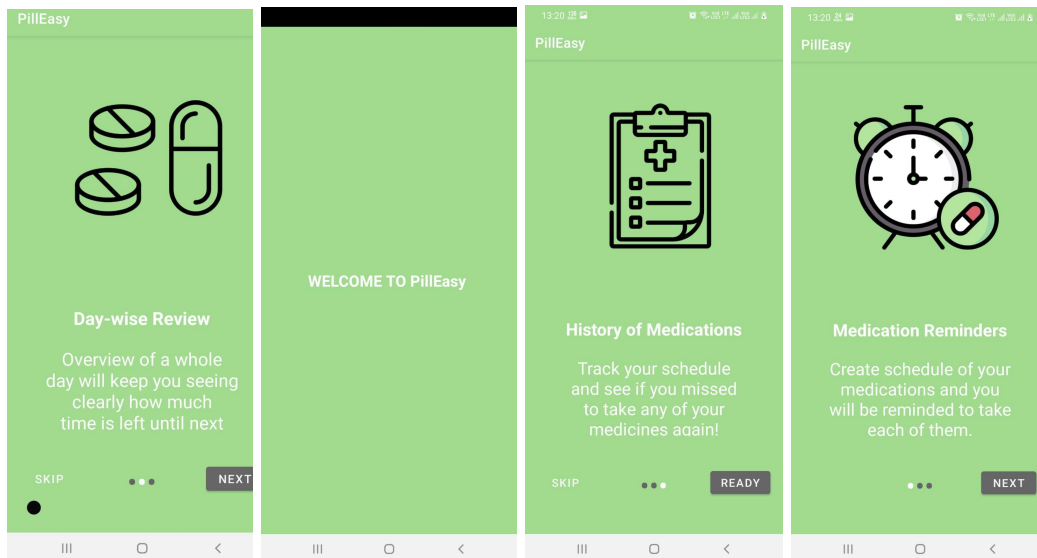 PillEasy
Day-wise Review
Overview of a whole
day will keep you seeing
clearly how much
time is left until next
SKIP
NEXT
WELCOME TO PillEasy
13:20
PillEasy
History of Medications
Track your schedule
and see if you missed
to take any of your
medicines again!
SKIP
READY
13:20
PillEasy
Medication Reminders
Create schedule of your
medications and you
will be reminded to take
each of them.
NEXT